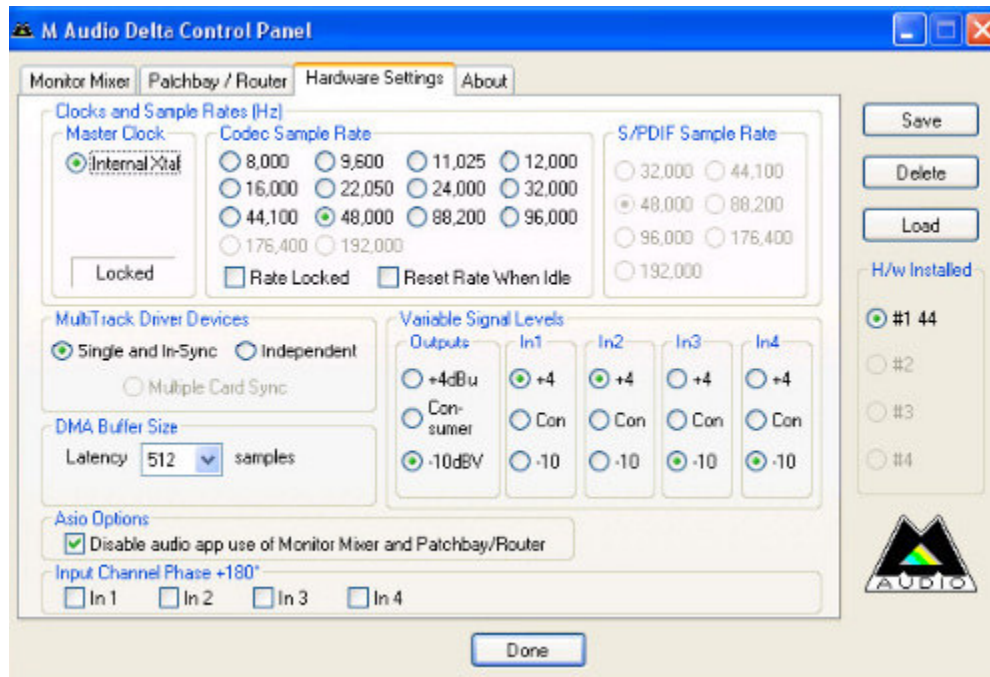 M Audio Delta Control Panel
Monitor Mixer Patchbay / Router Hardware Settings About
Clocks and Sample Rates (Hz)
Master Clock
Internal Xtal
Locked
Codec Sample Rate
8,000 9,600 11,025 12,000
16,000 22,050 24,000 32,000
44,100 48,000 88,200 96,000
176,400 192,000
Rate Locked Reset Rate When Idle
S/PDIF Sample Rate
32,000 44,100
48,000 88,200
96,000 176,400
192,000
MultiTrack Driver Devices
Single and In-Sync Independent
Multiple Card Sync
DMA Buffer Size
Latency 512 samples
Variable Signal Levels
Outputs In1 In2 In3 In4
+4dBu +4 +4 +4 +4
Con-
sumer Con Con Con Con
-10dBV -10 -10 -10 -10
Asio Options
Disable audio app use of Monitor Mixer and Patchbay/Router
Input Channel Phase +180°
In 1 In 2 In 3 In 4
Save
Delete
Load
H/w Installed
#1 44
#2
#3
#4
M
AUDIO
Done